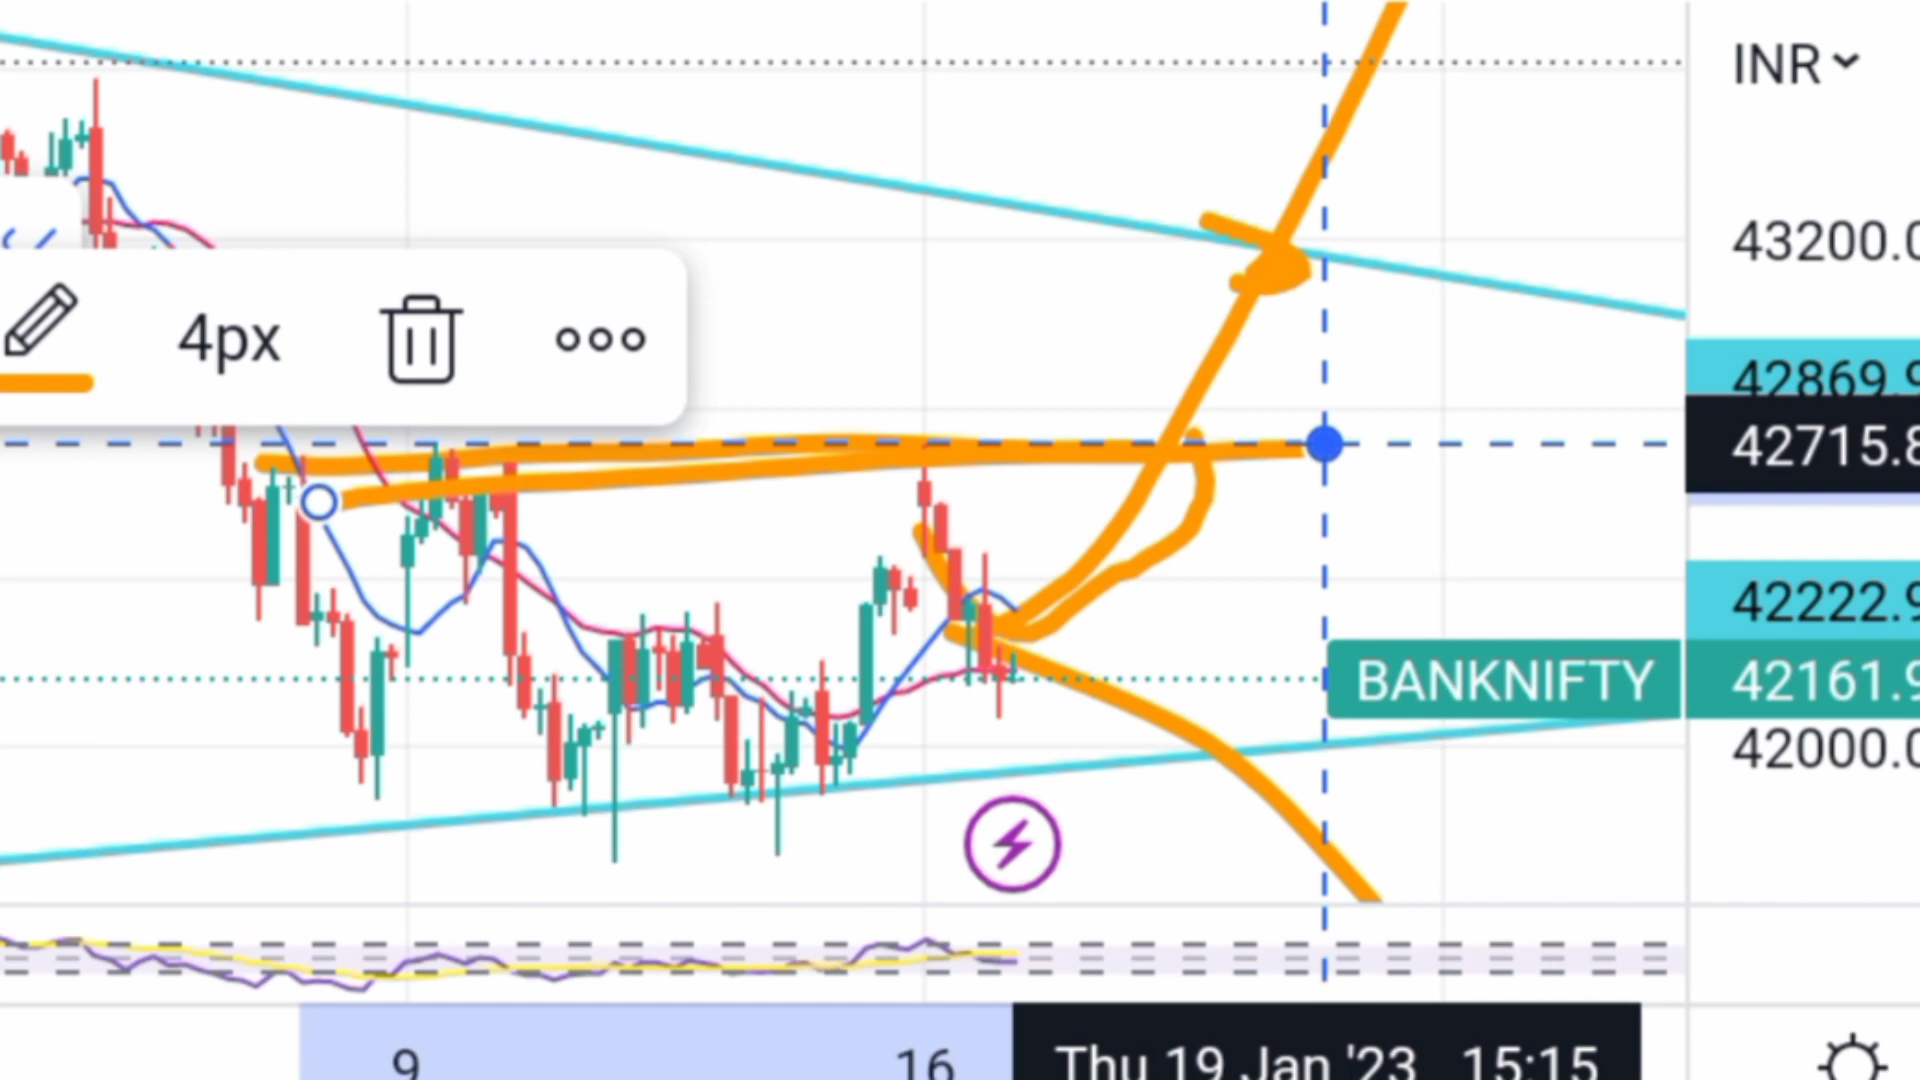 INR
43200.0
4px
42869.9
42715.8
42222.9
BANKNIFTY 42161.9
42000.0
9 16 Thu 19 Jan '23 15:15